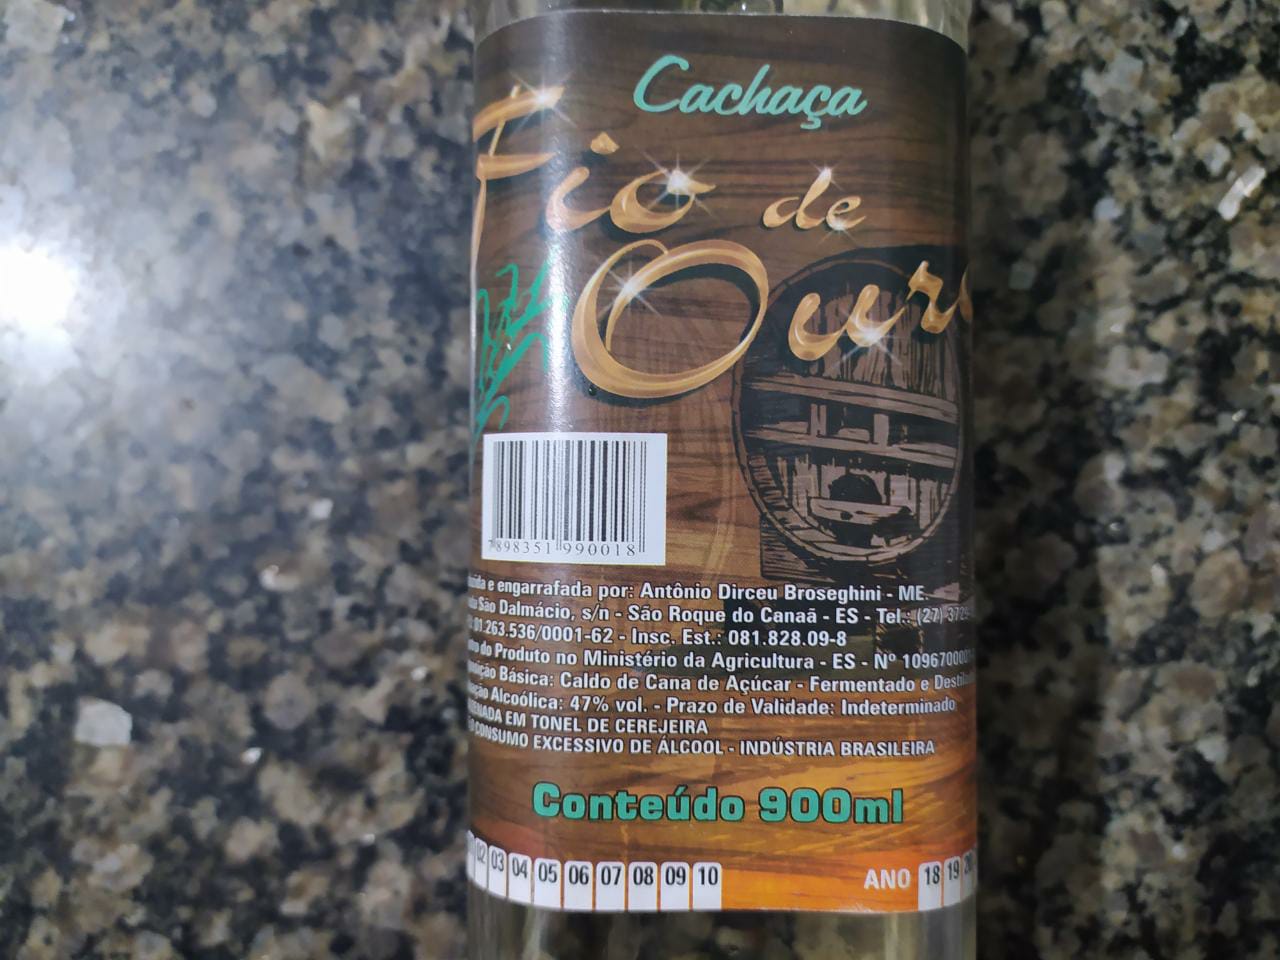 Cachaça
Fio de
Ouro
7898351990018
e engarrafada por: Antônio Dirceu Broseghini - ME.
São Dalmácio, s/n - São Roque do Canaã - ES - Tel.: (27) 3729
01.263.536/0001-62 - Insc. Est.: 081.828.09-8
do Produto no Ministério da Agricultura - ES - Nº
Básica: Caldo de Cana de Açúcar - Fermentado e
Alcoólica: 47% vol. - Prazo de Validade: Indeterminado
EM TONEL DE CEREJEIRA
CONSUMO EXCESSIVO DE ÁLCOOL - INDÚSTRIA BRASILEIRA
Conteúdo 900ml
02 03 04 05 06 07 08 09 10 ANO 18 19